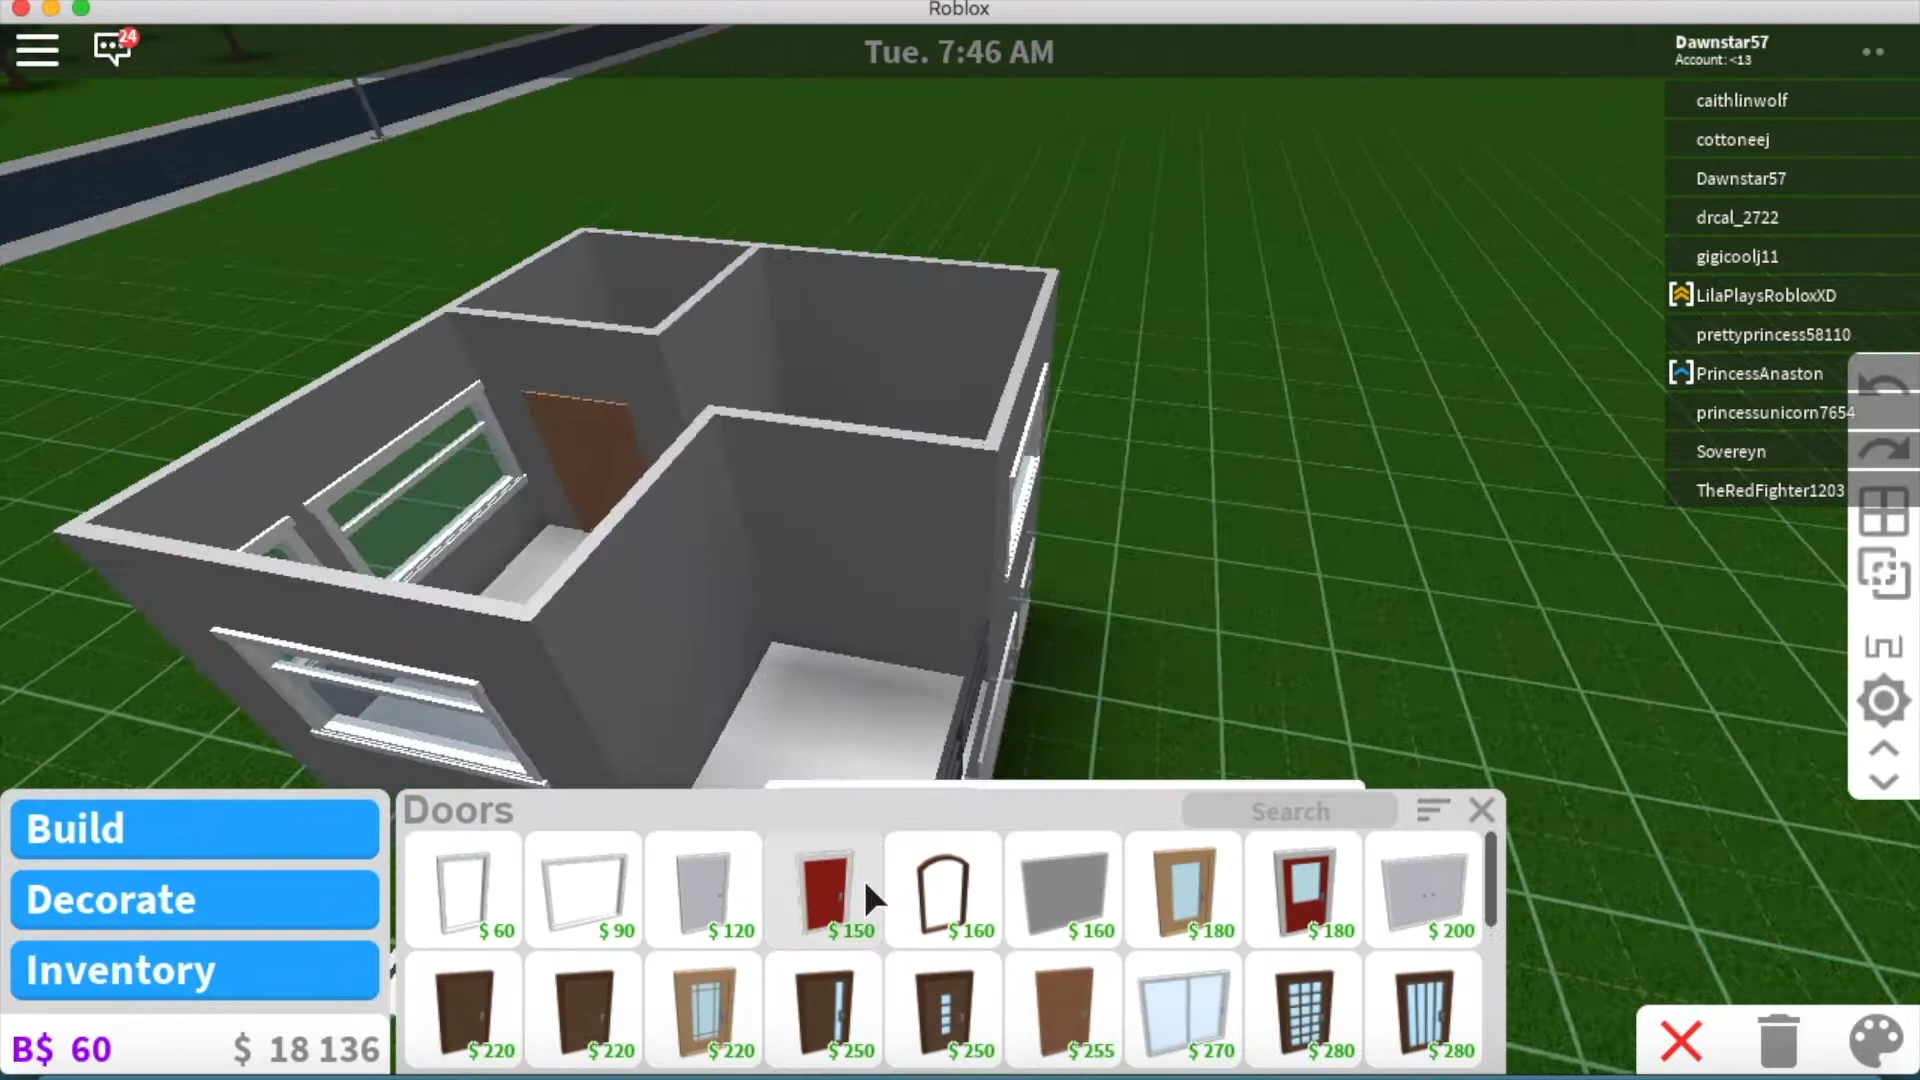 Roblox
24
Tue. 7:46 AM
Dawnstar57
Account: <13
caithlinwolf
cottoneej
Dawnstar57
drcal_2722
gigicoolj11
LilaPlaysRobloxXD
prettyprincess58110
PrincessAnaston
princessunicorn7654
Sovereyn
TheRedFighter1203
Build
Decorate
Inventory
B$ 60
$ 18 136
Doors
Search
$ 60
$ 90
$ 120
$ 150
$ 160
$ 160
$ 180
$ 180
$ 200
$ 220
$ 220
$ 220
$ 250
$ 250
$ 255
$ 270
$ 280
$ 280